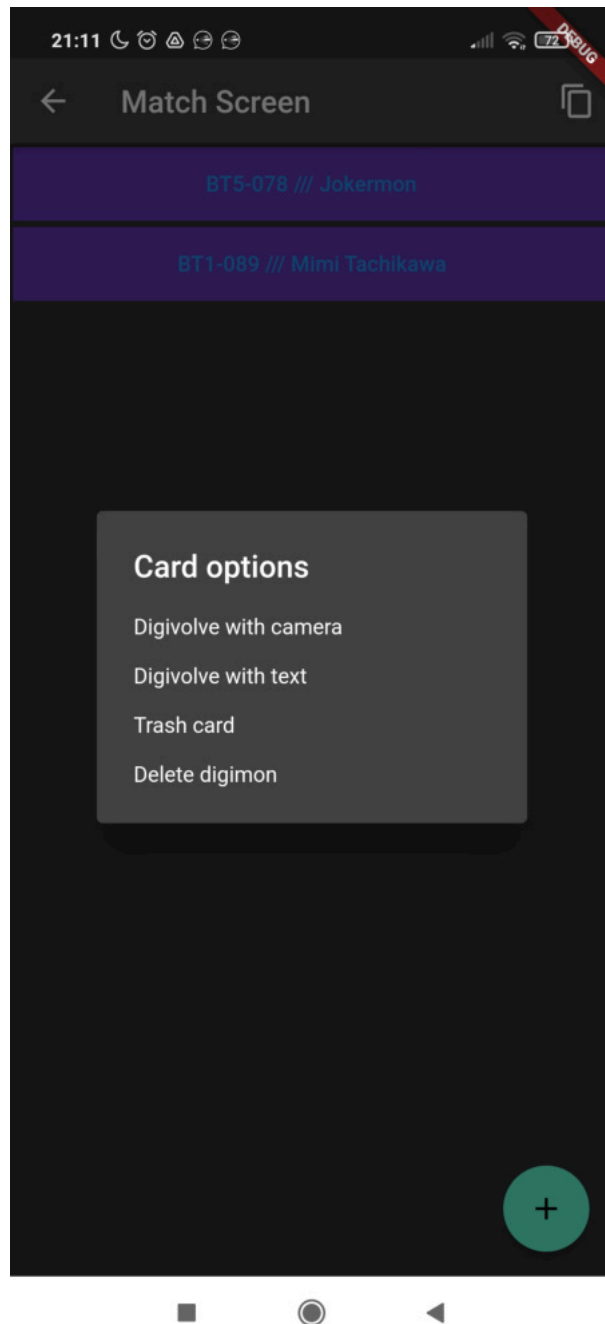 21:11
72
DEBUG
Match Screen
BT5-078 /// Jokermon
BT1-089 /// Mimi Tachikawa
Card options
Digivolve with camera
Digivolve with text
Trash card
Delete digimon
+